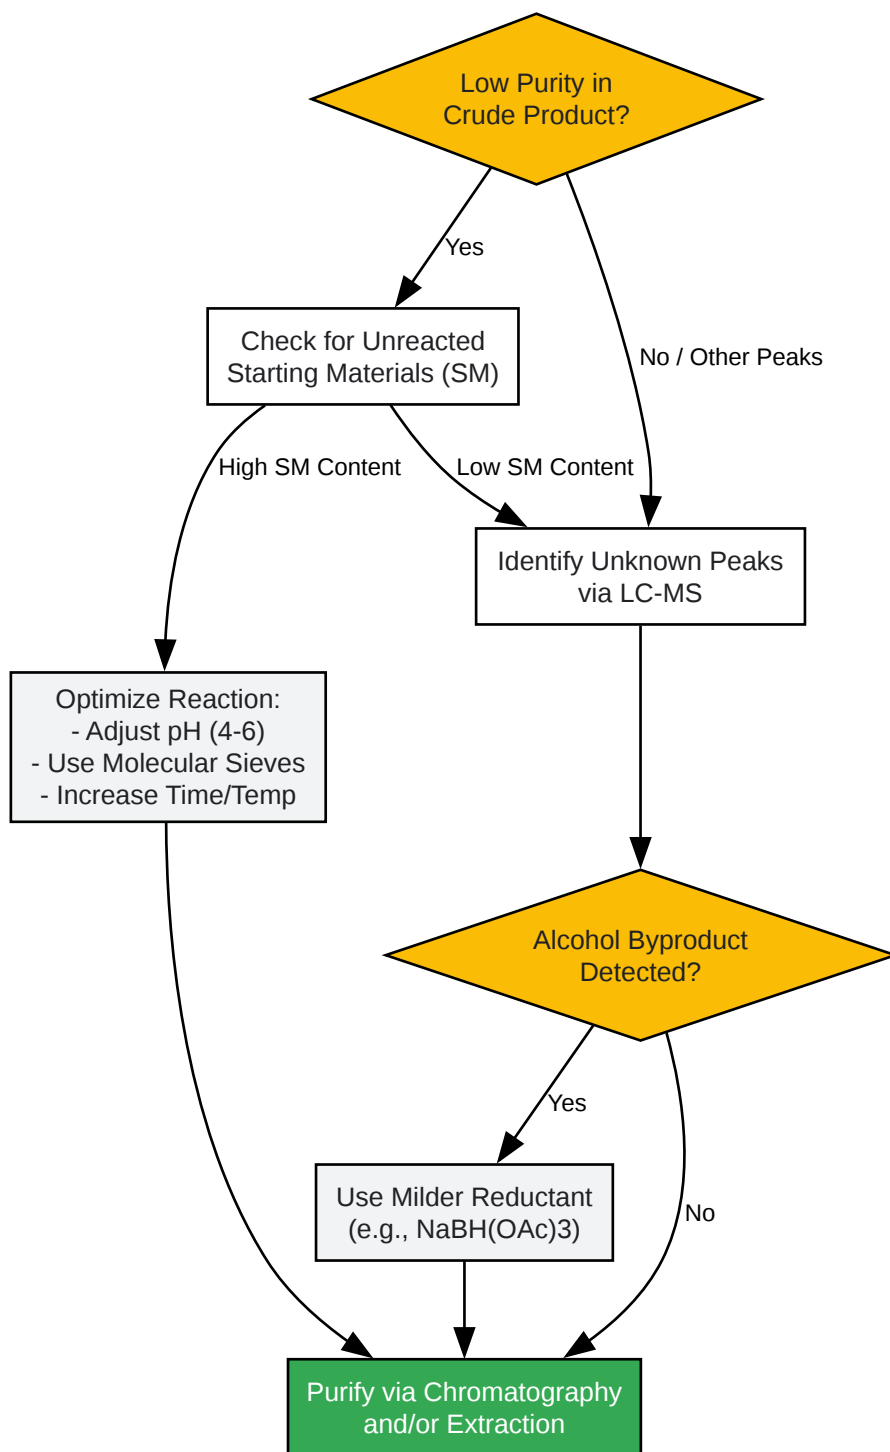 Low Purity in
Crude Product?
Yes
Check for Unreacted
Starting Materials (SM)
No / Other Peaks
High SM Content
Low SM Content
Identify Unknown Peaks
via LC-MS
Optimize Reaction:
- Adjust pH (4-6)
- Use Molecular Sieves
- Increase Time/Temp
Alcohol Byproduct
Detected?
Yes
Use Milder Reductant
(e.g., NaBH(OAc)3)
No
Purify via Chromatography
and/or Extraction